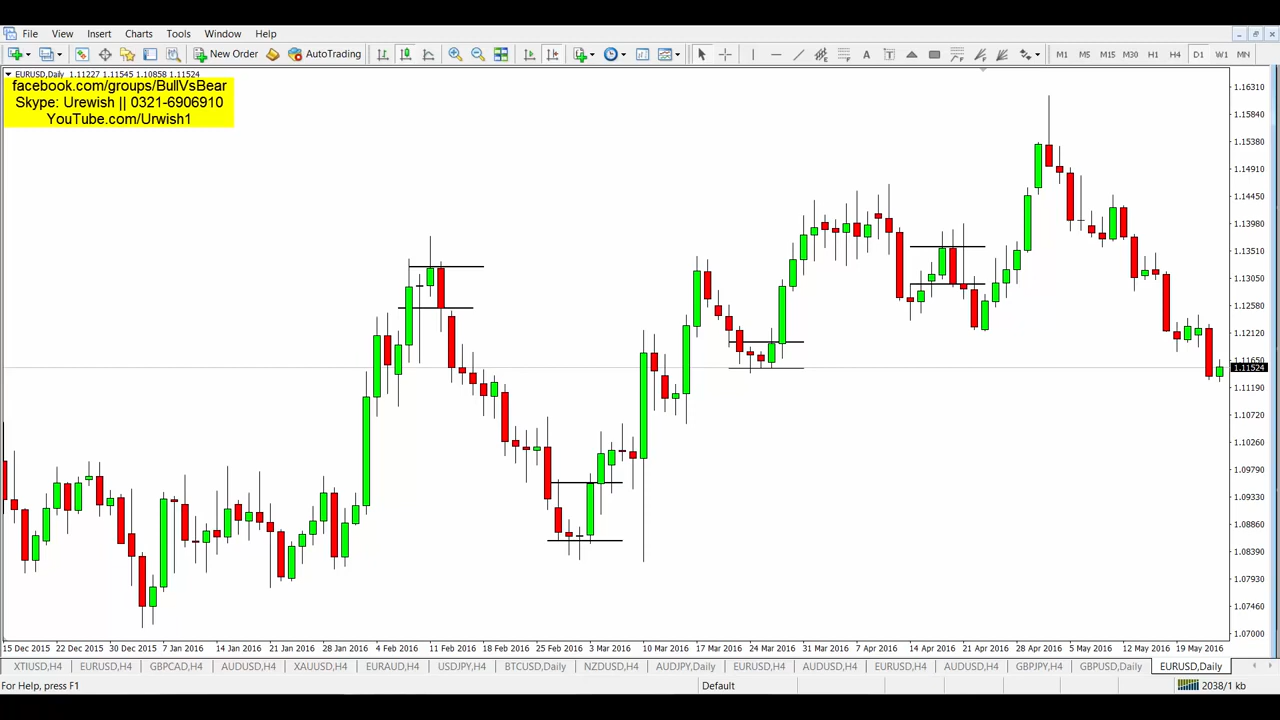 File View Insert Charts Tools Window Help
New Order AutoTrading M1 M5 M15 M30 H1 H4 D1 W1 MN
EURUSD,Daily 1.11227 1.11545 1.10858 1.11524
facebook.com/groups/BullVsBear
Skype: Urewish || 0321-6906910
YouTube.com/Urwish1
1.16310
1.15840
1.15380
1.14910
1.14450
1.13980
1.13510
1.13050
1.12580
1.12120
1.11650
1.11524
1.11190
1.10720
1.10260
1.09790
1.09330
1.08860
1.08390
1.07930
1.07460
1.07000
15 Dec 2015 22 Dec 2015 30 Dec 2015 7 Jan 2016 14 Jan 2016 21 Jan 2016 28 Jan 2016 4 Feb 2016 11 Feb 2016 18 Feb 2016 25 Feb 2016 3 Mar 2016 10 Mar 2016 17 Mar 2016 24 Mar 2016 31 Mar 2016 7 Apr 2016 14 Apr 2016 21 Apr 2016 28 Apr 2016 5 May 2016 12 May 2016 19 May 2016
XTIUSD,H4 EURUSD,H4 GBPCAD,H4 AUDUSD,H4 XAUUSD,H4 EURAUD,H4 USDJPY,H4 BTCUSD,Daily NZDUSD,H4 AUDJPY,Daily EURUSD,H4 AUDUSD,H4 EURUSD,H4 AUDUSD,H4 GBPJPY,H4 GBPUSD,Daily EURUSD,Daily
For Help, press F1 Default 2038/1 kb